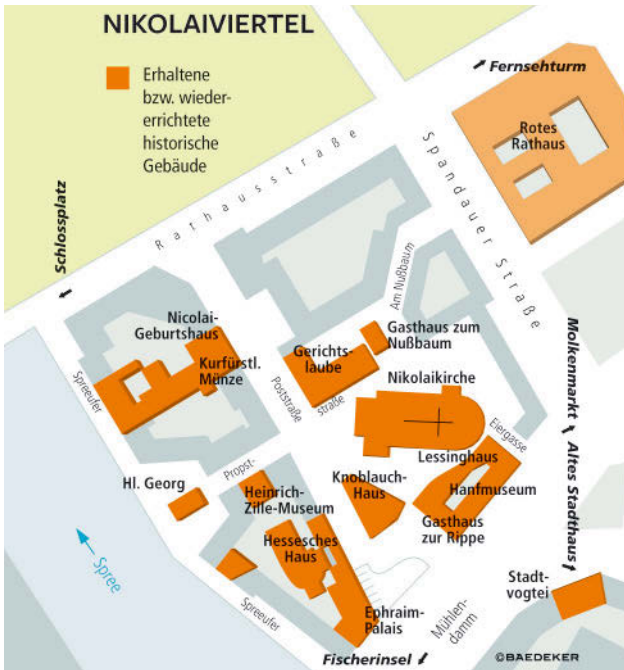 NIKOLAIVIERTEL
Erhaltene
bzw. wieder-
errichtete
historische
Gebäude
Fernsehturm
Rotes
Rathaus
Rathausstraße
Spandauer Straße
Schlossplatz
Am Nußbaum
Nicolai-
Geburtshaus
Kurfürstl.
Münze
Gerichts-
laube
Gasthaus zum
Nußbaum
Molkenmarkt
Spreeufer
Poststraße
straße
Nikolaikirche
Eiergasse
Lessinghaus
Altes Stadthaus
Propst-
Hl. Georg
Heinrich-
Zille-Museum
Knoblauch-
Haus
Hanfmuseum
Hessesches
Haus
Gasthaus
zur Rippe
Spree
Stadt-
vogtei
Spreeufer
Ephraim-
Palais
Mühlen-
damm
Fischerinsel
©BAEDEKER